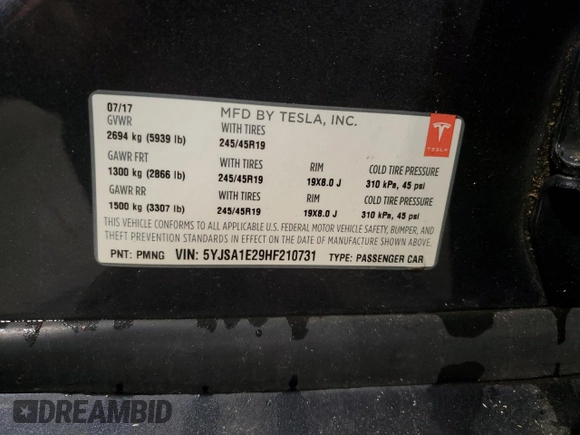 07/17 MFD BY TESLA, INC.
GVWR WITH TIRES
2694 kg (5939 lb) 245/45R19
TESLA
GAWR FRT WITH TIRES RIM COLD TIRE PRESSURE
1300 kg (2866 lb) 245/45R19 19X8.0 J 310 kPa, 45 psi
GAWR RR WITH TIRES RIM COLD TIRE PRESSURE
1500 kg (3307 lb) 245/45R19 19X8.0 J 310 kPa, 45 psi
THIS VEHICLE CONFORMS TO ALL APPLICABLE U.S. FEDERAL MOTOR VEHICLE SAFETY, BUMPER, AND
THEFT PREVENTION STANDARDS IN EFFECT ON THE DATE OF MANUFACTURE SHOWN ABOVE.
PNT: PMNG VIN: 5YJSA1E29HF210731 TYPE: PASSENGER CAR
DREAMBID